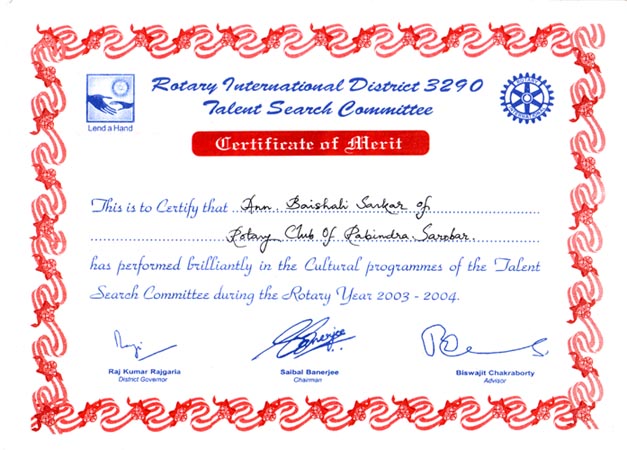 Rotary International District 3290
Talent Search Committee
Lend a Hand
Certificate of Merit
This is to Certify that Ann. Baishali Sarkar of
Rotary Club Of Rabindra Sarobar.
has performed brilliantly in the Cultural programmes of the Talent
Search Committee during the Rotary Year 2003 - 2004.
Raj Kumar Rajgaria
District Governor
Saibal Banerjee
Chairman
Biswajit Chakraborty
Advisor